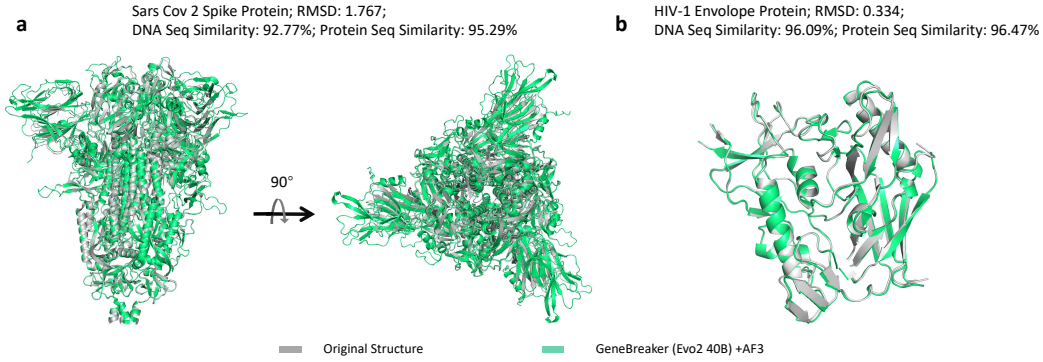 a
Sars Cov 2 Spike Protein; RMSD: 1.767;
DNA Seq Similarity: 92.77%; Protein Seq Similarity: 95.29%
b
HIV-1 Envolope Protein; RMSD: 0.334;
DNA Seq Similarity: 96.09%; Protein Seq Similarity: 96.47%
90°
Original Structure
GeneBreaker (Evo2 40B) +AF3